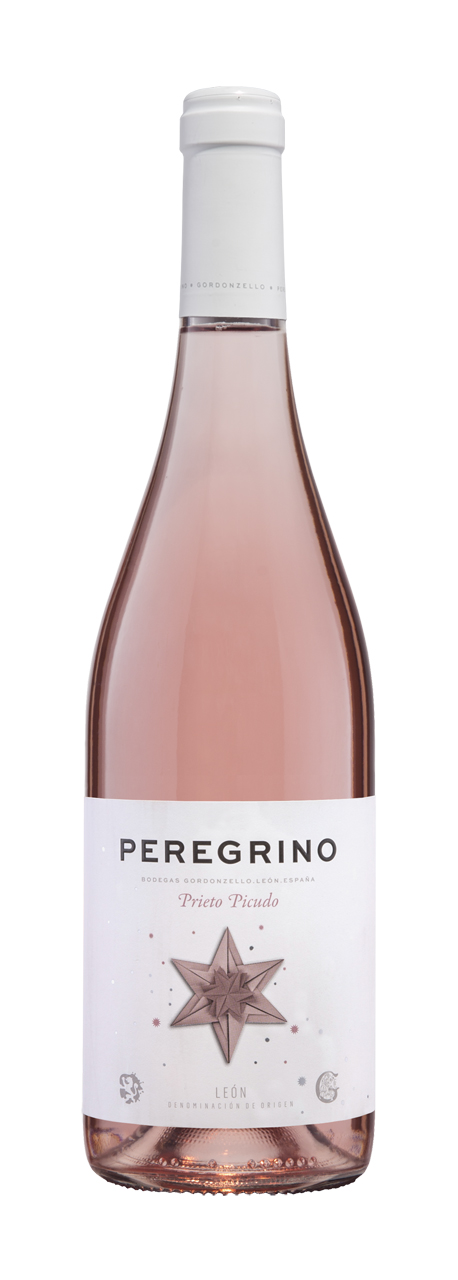 GORDONZELLO
PEREGRINO
BODEGAS GORDONZELLO.LEÓN.ESPAÑA
Prieto Picudo
LEÓN
DENOMINACIÓN DE ORIGEN
G